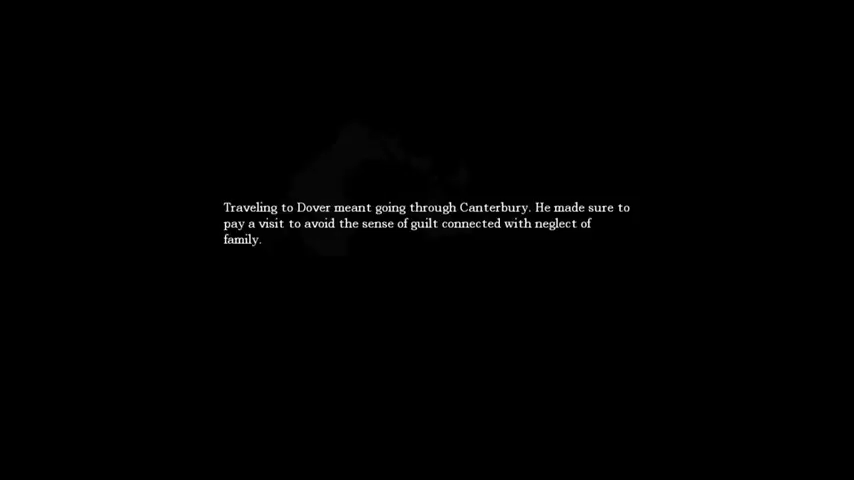 Traveling to Dover meant going through Canterbury. He made sure to
pay a visit to avoid the sense of guilt connected with neglect of
family.